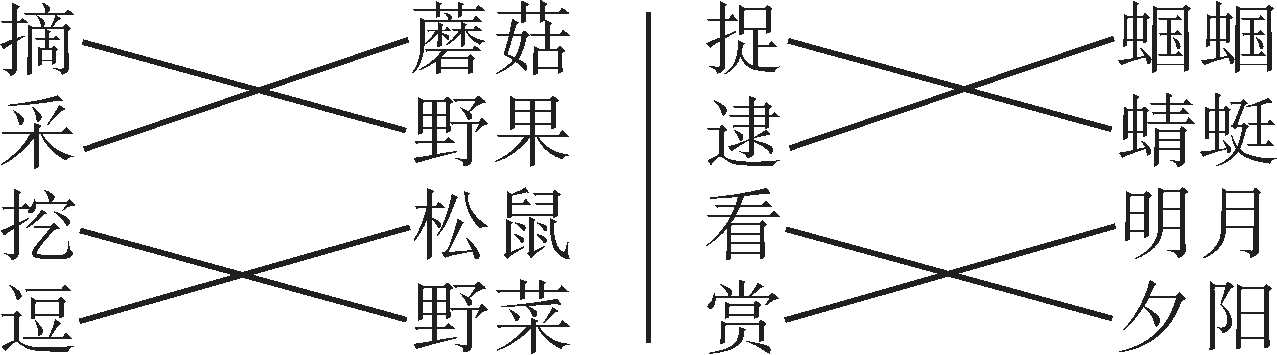 摘 蘑菇 捉 蝈蝈
采 野果 逮 蜻蜓
挖 松鼠 看 明月
逗 野菜 赏 夕阳